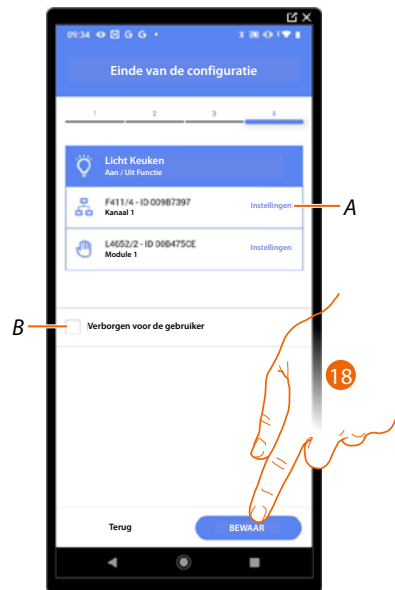 09:34 G G
Einde van de configuratie
1 2 3 4
Licht Keuken
Aan / Uit Functie
F411/4 - ID 009B7397
Kanaal 1
Instellingen
A
L4652/2 - ID 00B475CE
Module 1
Instellingen
B
Verborgen voor de gebruiker
18
Terug
BEWAAR